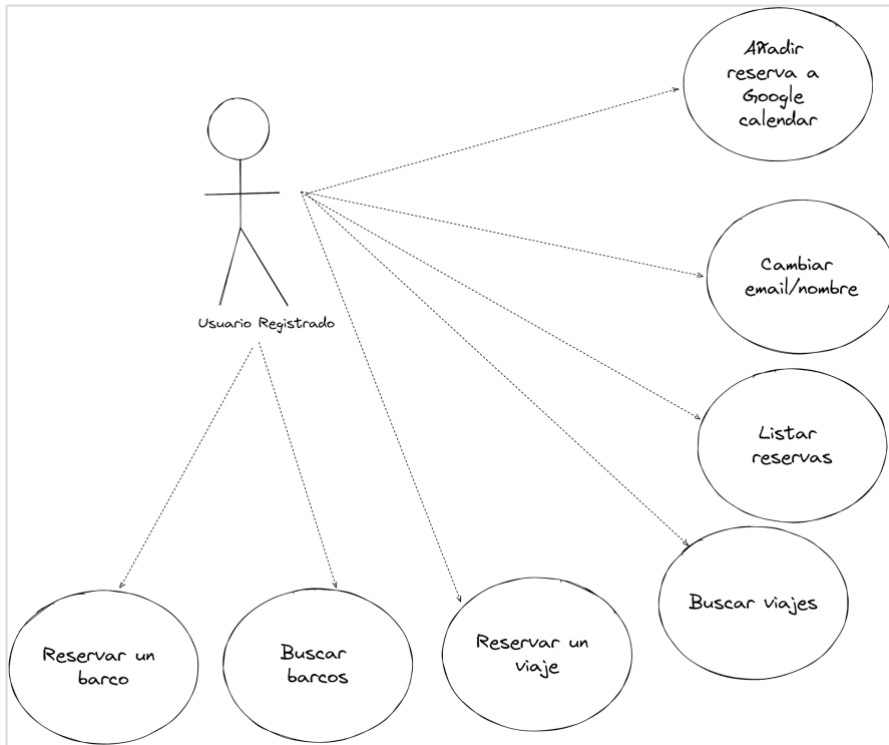 Añadir
reserva a
Google
calendar
Cambiar
email/nombre
Usuario Registrado
Listar
reservas
Buscar viajes
Reservar un
viaje
Buscar
barcos
Reservar un
barco